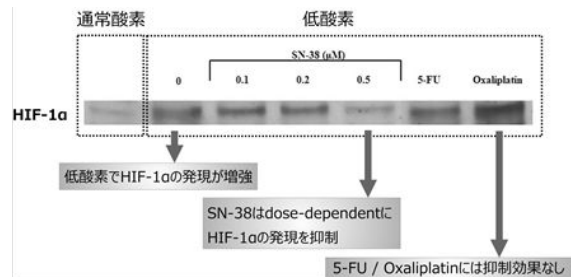 通常酸素
低酸素
SN-38 (μM)
0
0.1
0.2
0.5
5-FU
Oxaliplatin
HIF-1α
低酸素でHIF-1αの発現が増強
SN-38はdose-dependentに
HIF-1αの発現を抑制
5-FU / Oxaliplatinには抑制効果なし